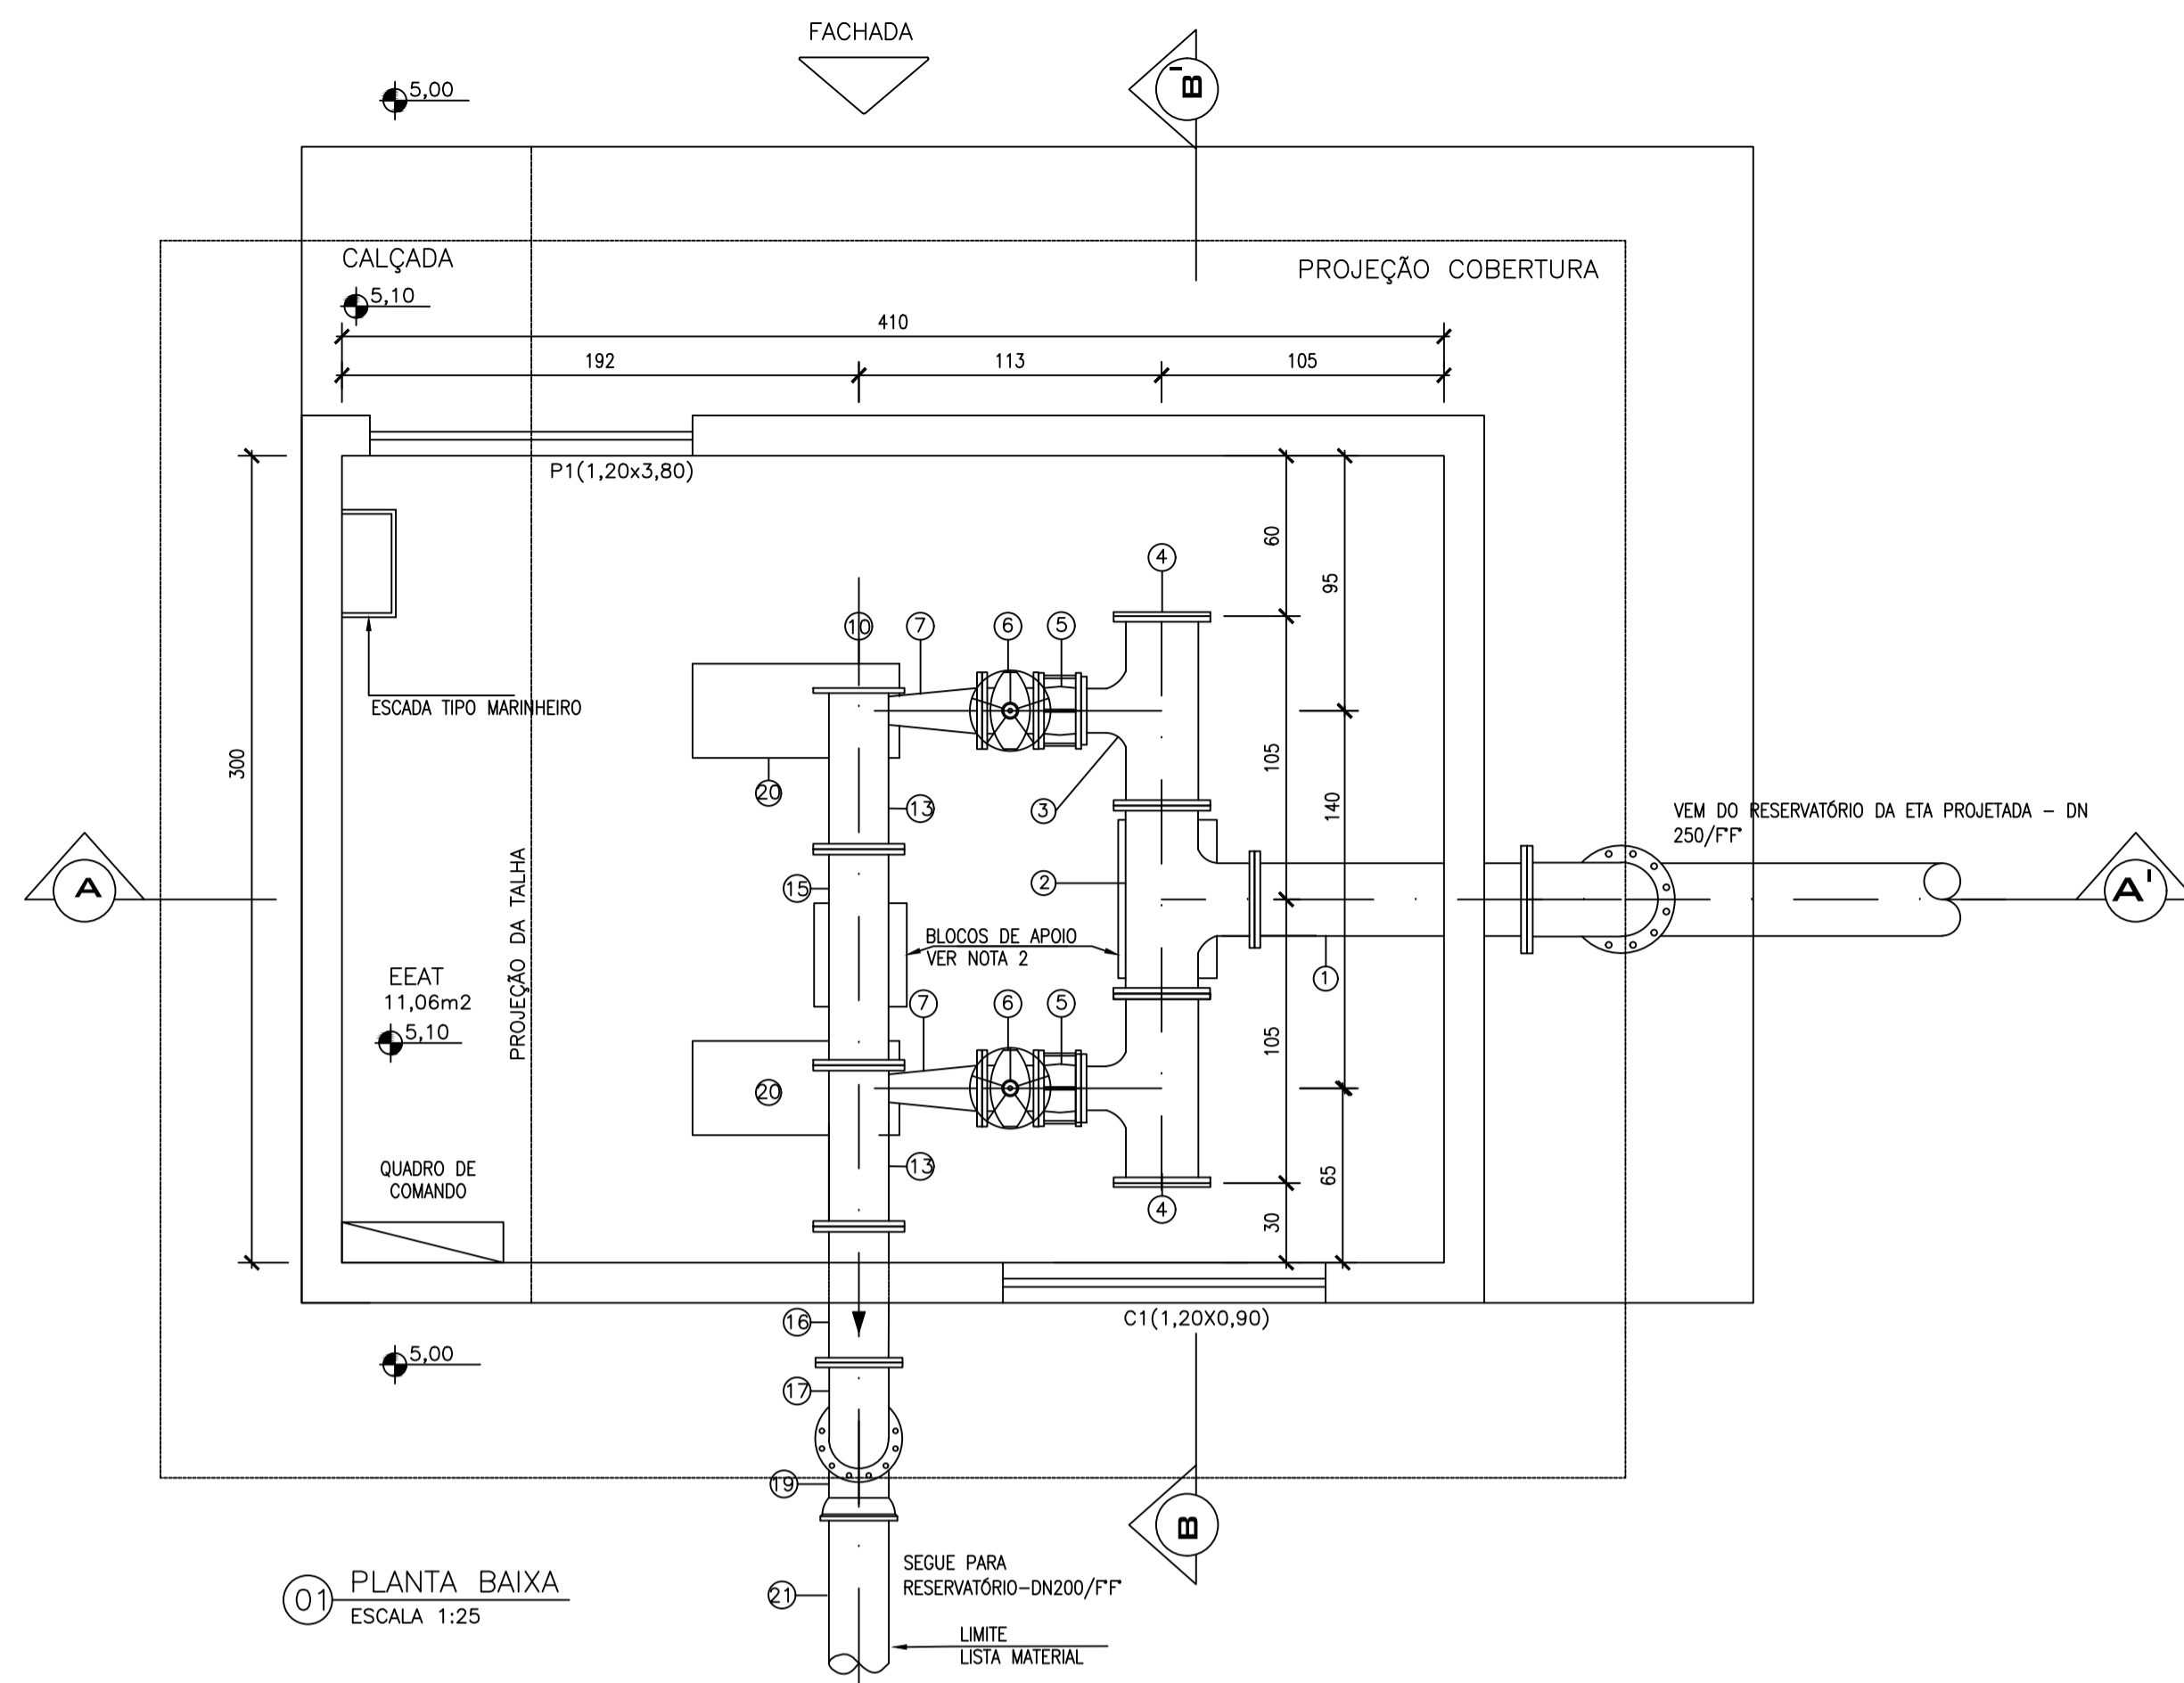 FACHADA
B'
5,00
CALÇADA
PROJEÇÃO COBERTURA
5,10
410
192
113
105
P1(1,20x3,80)
60
95
4
10
7
6
5
ESCADA TIPO MARINHEIRO
300
105
140
20
13
3
VEM DO RESERVATÓRIO DA ETA PROJETADA - DN
250/FºFº
PROJEÇÃO DA TALHA
A
15
2
A'
BLOCOS DE APOIO
VER NOTA 2
1
EEAT
11,06m2
5,10
7
6
5
105
20
13
65
QUADRO DE
COMANDO
4
30
16
C1(1,20X0,90)
5,00
17
19
B
SEGUE PARA
RESERVATÓRIO-DN200/FºFº
21
01
PLANTA BAIXA
ESCALA 1:25
LIMITE
LISTA MATERIAL